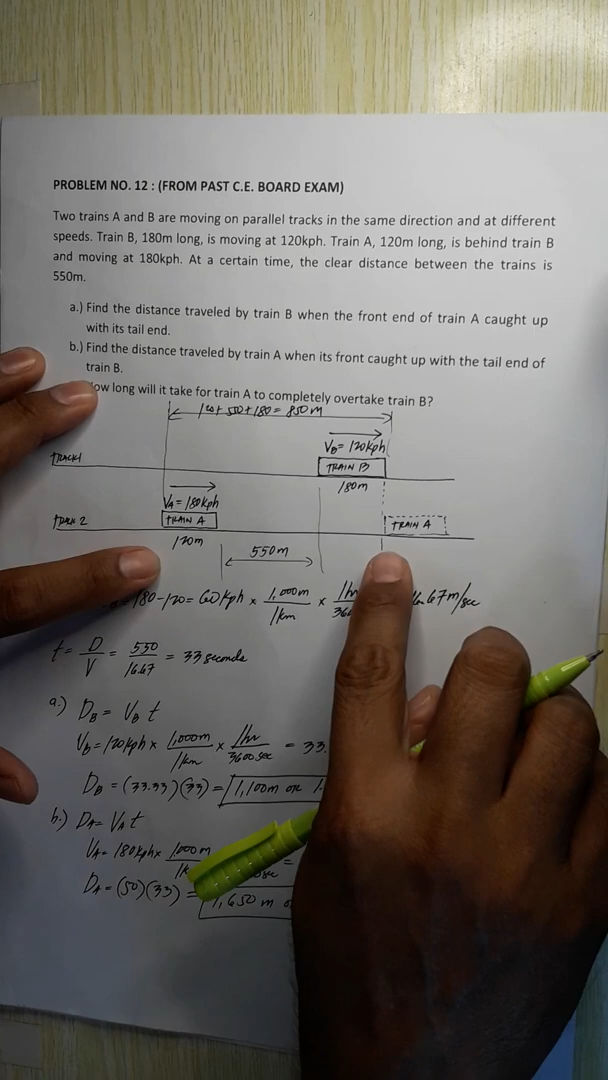 PROBLEM NO. 12 : (FROM PAST C.E. BOARD EXAM)
Two trains A and B are moving on parallel tracks in the same direction and at different
speeds. Train B, 180m long, is moving at 120kph. Train A, 120m long, is behind train B
and moving at 180kph. At a certain time, the clear distance between the trains is
550m.
a.) Find the distance traveled by train B when the front end of train A caught up
with its tail end.
b.) Find the distance traveled by train A when its front caught up with the tail end of
train B.
long will it take for train A to completely overtake train B?
120+550+180= 850m
VB= 120kph
TRACK 1
TRAIN B
180m
VA= 180kph
TRACK 2
TRAIN A
TRAIN A
120m
550m
=180-120= 60kph × 1,000m/1km × 1hr m/sec
t= D/V = 550/16.67 = 33 seconds
a.) DB= VB t
VB= 120kph × 1,000m/1km × 1hr/3600sec = 33.
DB = (33.33)(33) = 1,100m or
b.) DA= VA t
VA= 180kph× 1,000m
DA= (50)(33) = 1,650 m